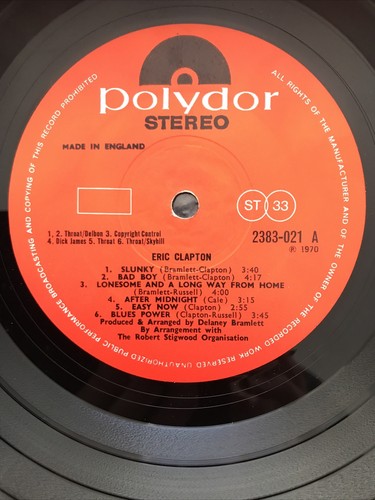 polydor
STEREO
MADE IN ENGLAND
ALL RIGHTS OF THE MANUFACTURER AND OF THE OWNER OF THE RECORDED WORK RESERVED UNAUTHORIZED PUBLIC PERFORMANCE BROADCASTING AND COPYING OF THIS RECORD PROHIBITED
ST 33
1, 2. Throat/Delbon 3. Copyright Control
4. Dick James 5. Throat 6. Throat/Skyhill
2383-021 A
℗ 1970
ERIC CLAPTON
1. SLUNKY (Bramlett-Clapton) 3:40
2. BAD BOY (Bramlett-Clapton) 4:17
3. LONESOME AND A LONG WAY FROM HOME
(Bramlett-Russell) 4:00
4. AFTER MIDNIGHT (Cale) 3:15
5. EASY NOW (Clapton) 2:55
6. BLUES POWER (Clapton-Russell) 3:45
Produced & Arranged by Delaney Bramlett
By Arrangement with
The Robert Stigwood Organisation